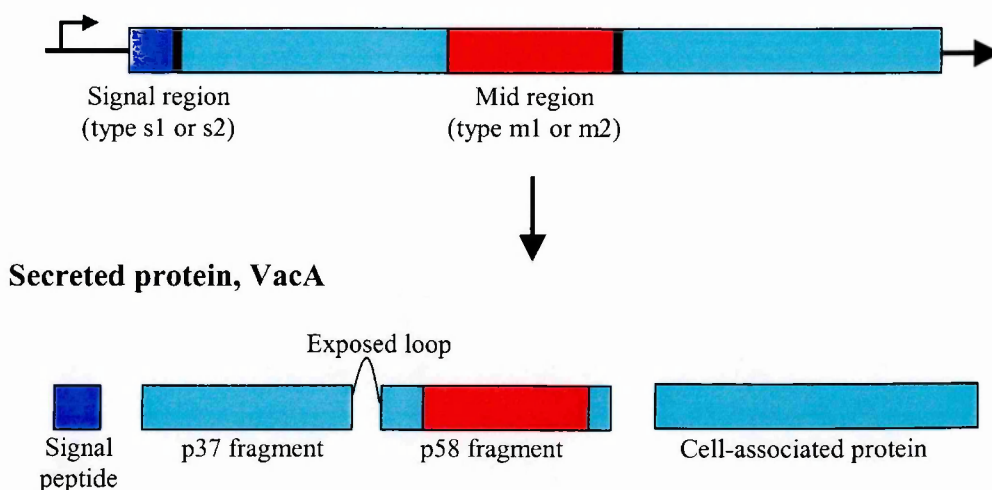 Signal region
(type s1 or s2)
Mid region
(type m1 or m2)
Secreted protein, VacA
Exposed loop
Signal
peptide
p37 fragment
p58 fragment
Cell-associated protein